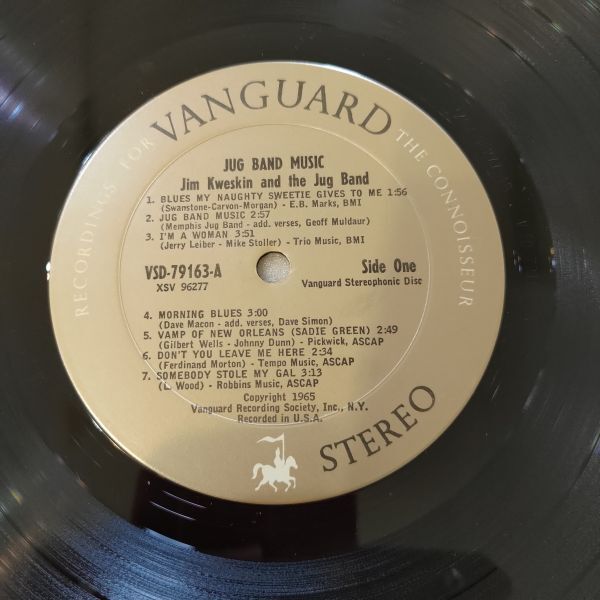 RECORDINGS FOR VANGUARD THE CONNOISSEUR
JUG BAND MUSIC
Jim Kweskin and the Jug Band
1. BLUES MY NAUGHTY SWEETIE GIVES TO ME 1:56
(Swanstone-Carvon-Morgan) - E.B. Marks, BMI
2. JUG BAND MUSIC 2:57
(Memphis Jug Band - add. verses, Geoff Muldaur)
3. I'M A WOMAN 3:51
(Jerry Leiber - Mike Stoller) - Trio Music, BMI
VSD-79163-A
XSV 96277
Side One
Vanguard Stereophonic Disc
4. MORNING BLUES 3:00
(Dave Macon - add. verses, Dave Simon)
5. VAMP OF NEW ORLEANS (SADIE GREEN) 2:49
(Gilbert Wells - Johnny Dunn) - Pickwick, ASCAP
6. DON'T YOU LEAVE ME HERE 2:34
(Ferdinand Morton) - Tempo Music, ASCAP
7. SOMEBODY STOLE MY GAL 3:13
(L. Wood) - Robbins Music, ASCAP
Copyright 1965
Vanguard Recording Society, Inc., N.Y.
Recorded in U.S.A.
STEREO